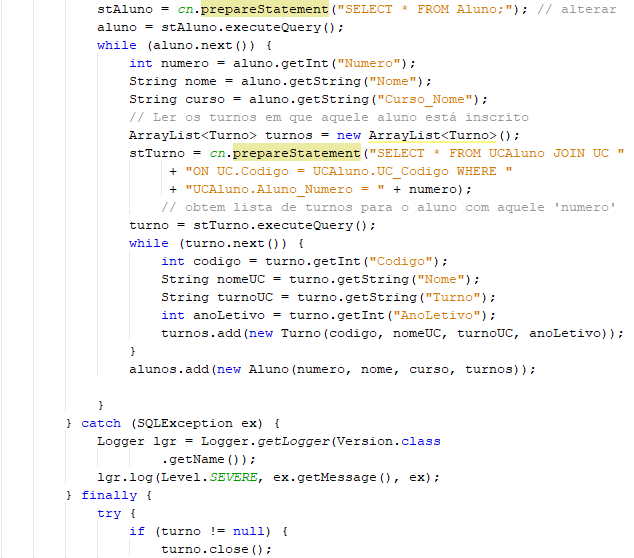 stAluno = cn.prepareStatement("SELECT * FROM Aluno;"); // alterar
aluno = stAluno.executeQuery();
while (aluno.next()) {
int numero = aluno.getInt("Numero");
String nome = aluno.getString("Nome");
String curso = aluno.getString("Curso_Nome");
// Ler os turnos em que aquele aluno está inscrito
ArrayList<Turno> turnos = new ArrayList<Turno>();
stTurno = cn.prepareStatement("SELECT * FROM UCAluno JOIN UC "
+ "ON UC.Codigo = UCAluno.UC_Codigo WHERE "
+ "UCAluno.Aluno_Numero = " + numero);
// obtem lista de turnos para o aluno com aquele 'numero'
turno = stTurno.executeQuery();
while (turno.next()) {
int codigo = turno.getInt("Codigo");
String nomeUC = turno.getString("Nome");
String turnoUC = turno.getString("Turno");
int anoLetivo = turno.getInt("AnoLetivo");
turnos.add(new Turno(codigo, nomeUC, turnoUC, anoLetivo));
}
alunos.add(new Aluno(numero, nome, curso, turnos));
}
} catch (SQLException ex) {
Logger lgr = Logger.getLogger(Version.class
.getName());
lgr.log(Level.SEVERE, ex.getMessage(), ex);
} finally {
try {
if (turno != null) {
turno.close();